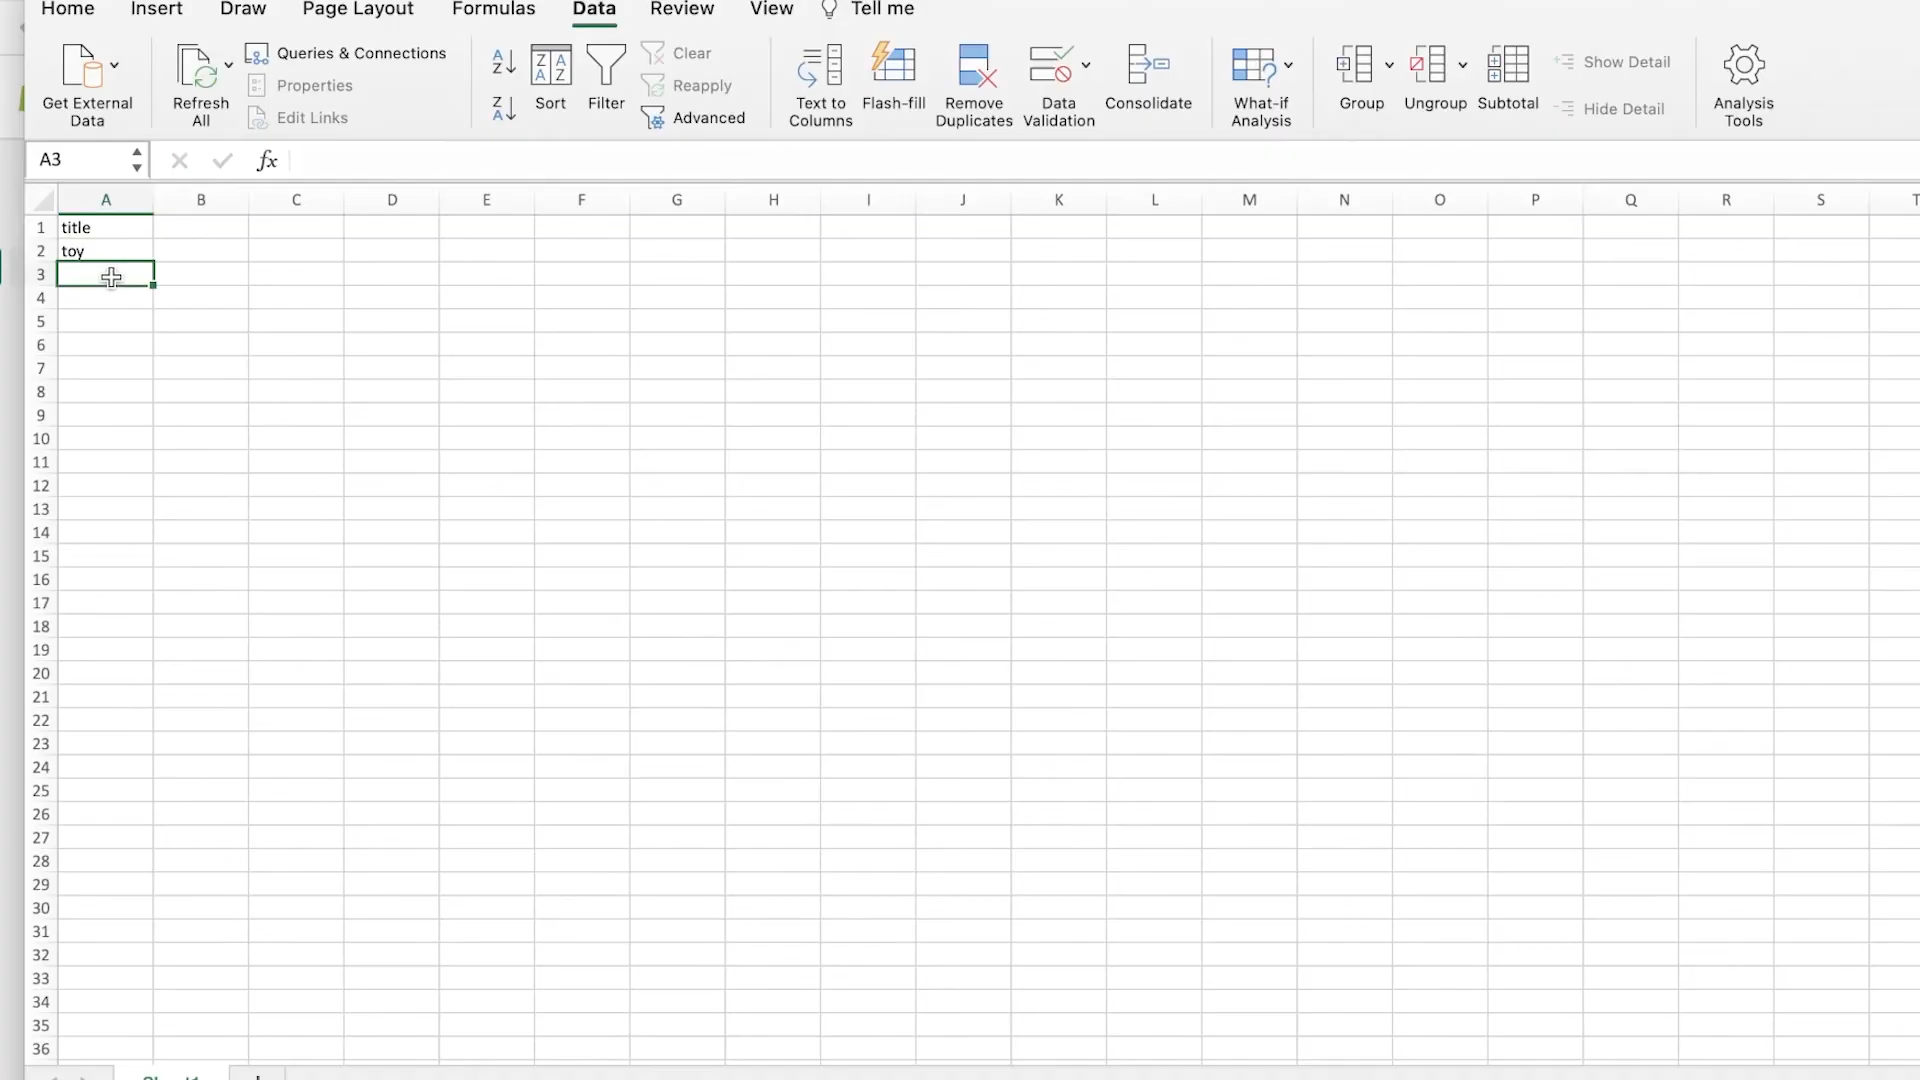 Home Insert Draw Page Layout Formulas Data Review View Tell me
Get External Data
Refresh All
Queries & Connections
Properties
Edit Links
A Z
Z A
Z A A Z
Sort
Filter
Clear
Reapply
Advanced
Text to Columns
Flash-fill
Remove Duplicates
Data Validation
Consolidate
What-if Analysis
Group
Ungroup
Subtotal
Show Detail
Hide Detail
Analysis Tools
A3 fx
A B C D E F G H I J K L M N O P Q R S T
1 title
2 toy
3
4
5
6
7
8
9
10
11
12
13
14
15
16
17
18
19
20
21
22
23
24
25
26
27
28
29
30
31
32
33
34
35
36